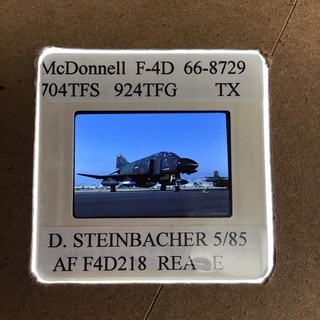 McDonnell F-4D 66-8729
704TFS 924TFG TX
D. STEINBACHER 5/85
AF F4D218